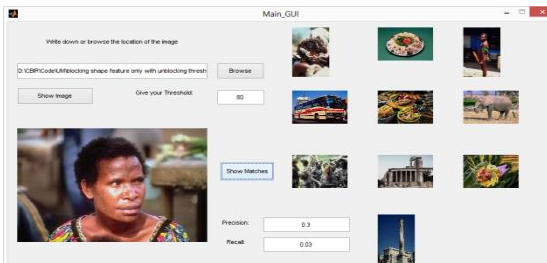 Main_GUI
Write down or browse the location of the image
D:\CBIR\Code\UM\blocking shape feature only with unblocking thresh
Browse
Show Image
Give your Threshold:
80
Show Matches
Precision:
0.3
Recall:
0.03